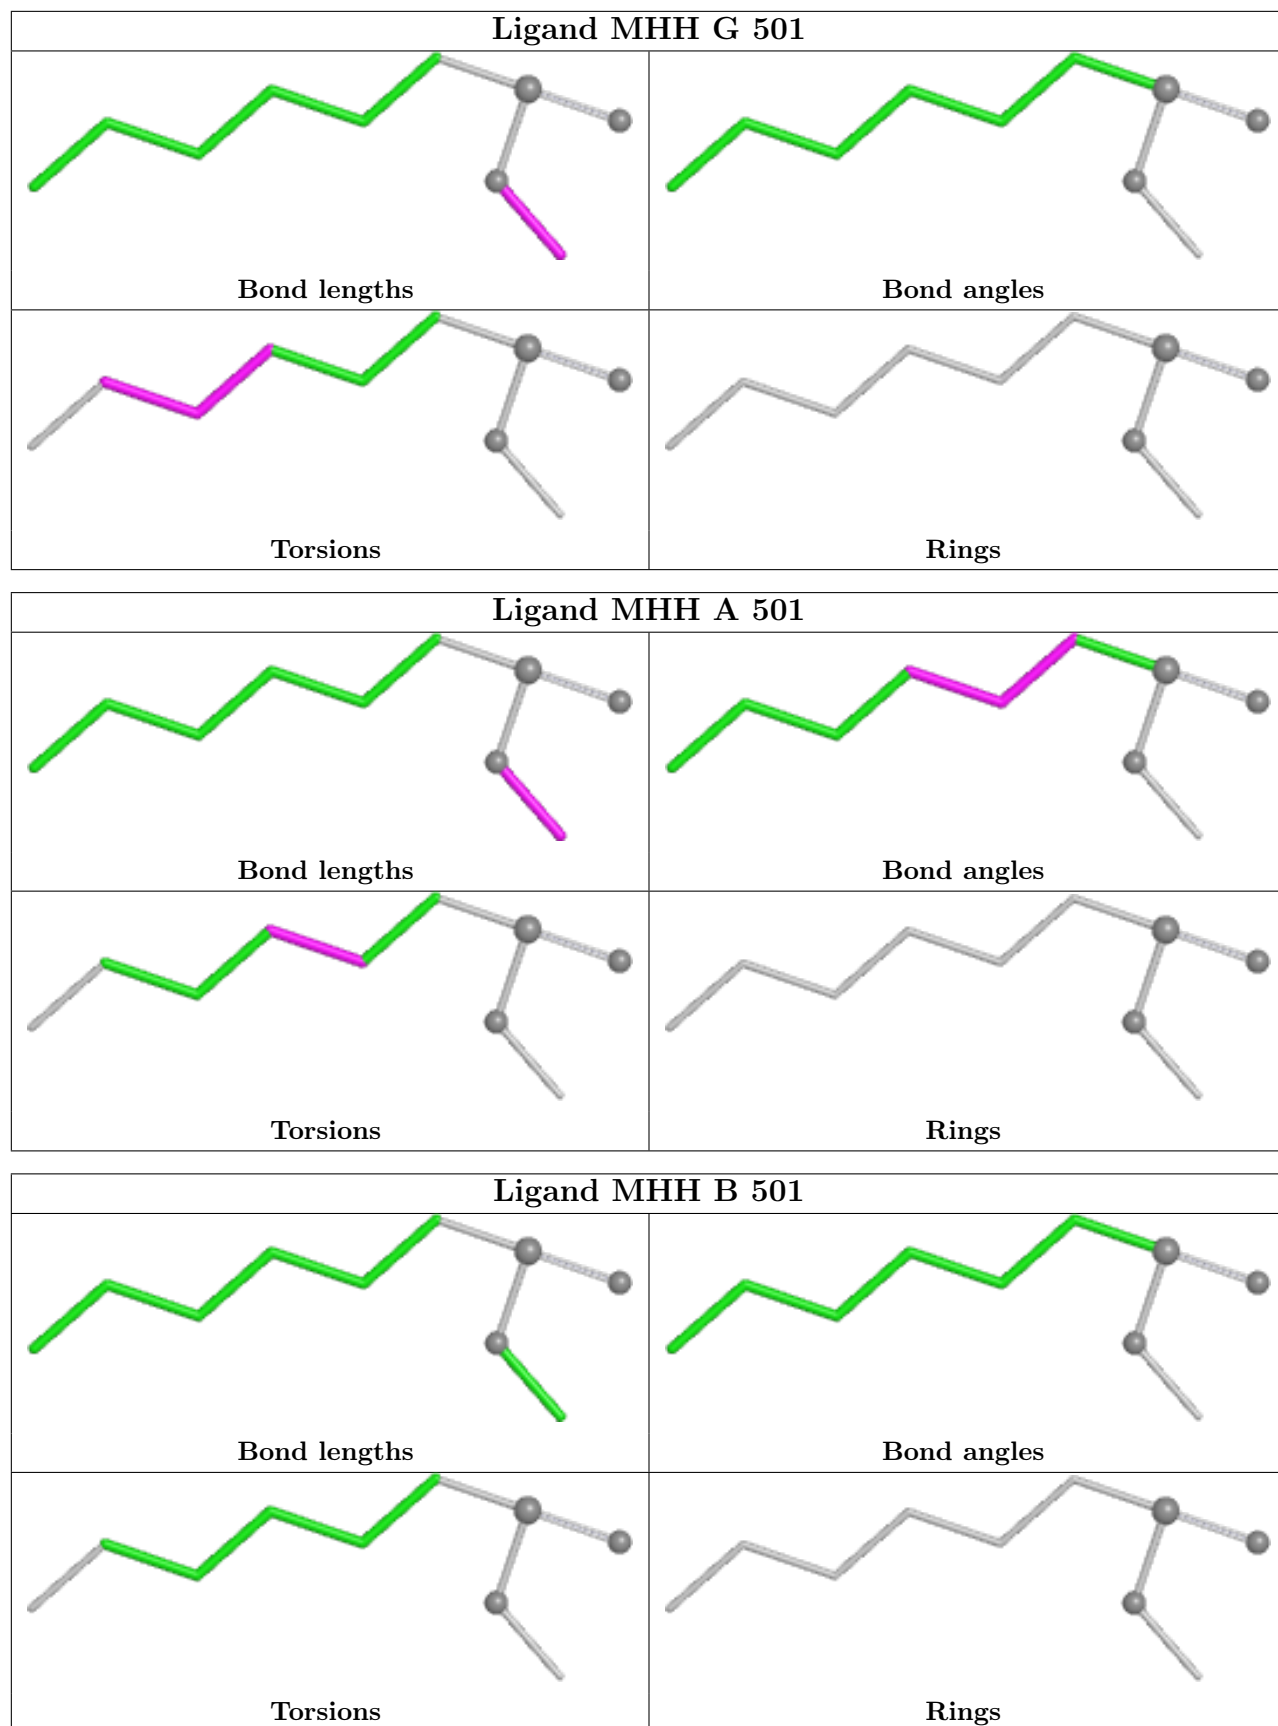 Ligand MHH G 501
Bond lengths
Bond angles
Torsions
Rings
Ligand MHH A 501
Bond lengths
Bond angles
Torsions
Rings
Ligand MHH B 501
Bond lengths
Bond angles
Torsions
Rings